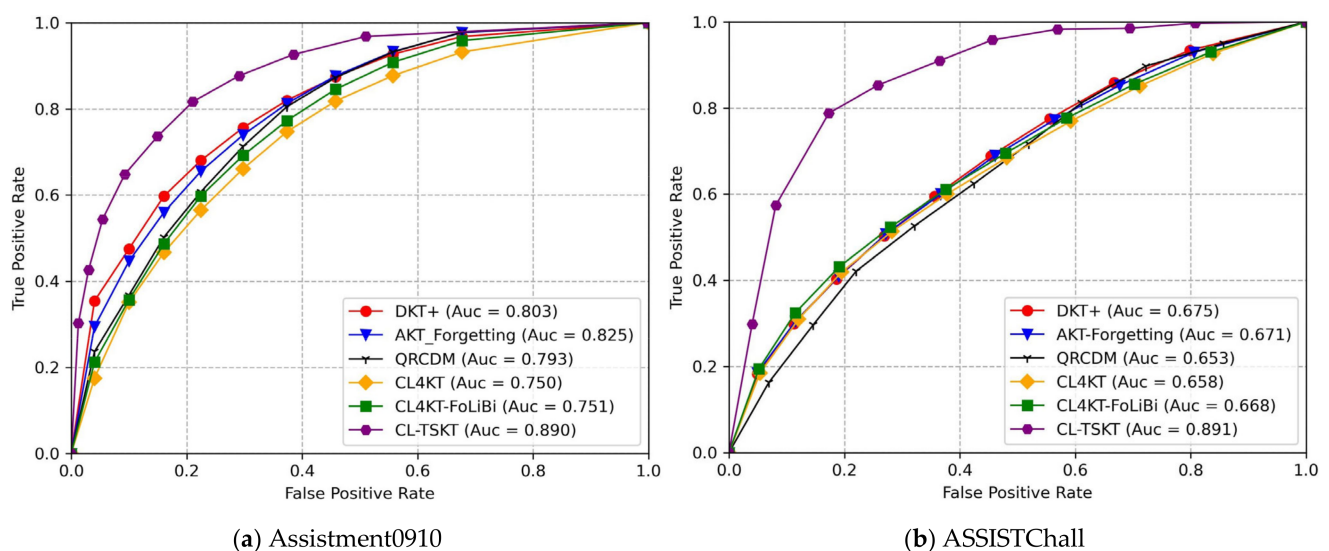 1.0
0.8
0.6
0.4
0.2
0.0
True Positive Rate
0.0 0.2 0.4 0.6 0.8 1.0
False Positive Rate
DKT+ (Auc = 0.803)
AKT_Forgetting (Auc = 0.825)
QRCDM (Auc = 0.793)
CL4KT (Auc = 0.750)
CL4KT-FoLiBi (Auc = 0.751)
CL-TSKT (Auc = 0.890)
(a) Assistment0910
1.0
0.8
0.6
0.4
0.2
0.0
True Positive Rate
0.0 0.2 0.4 0.6 0.8 1.0
False Positive Rate
DKT+ (Auc = 0.675)
AKT-Forgetting (Auc = 0.671)
QRCDM (Auc = 0.653)
CL4KT (Auc = 0.658)
CL4KT-FoLiBi (Auc = 0.668)
CL-TSKT (Auc = 0.891)
(b) ASSISTChall